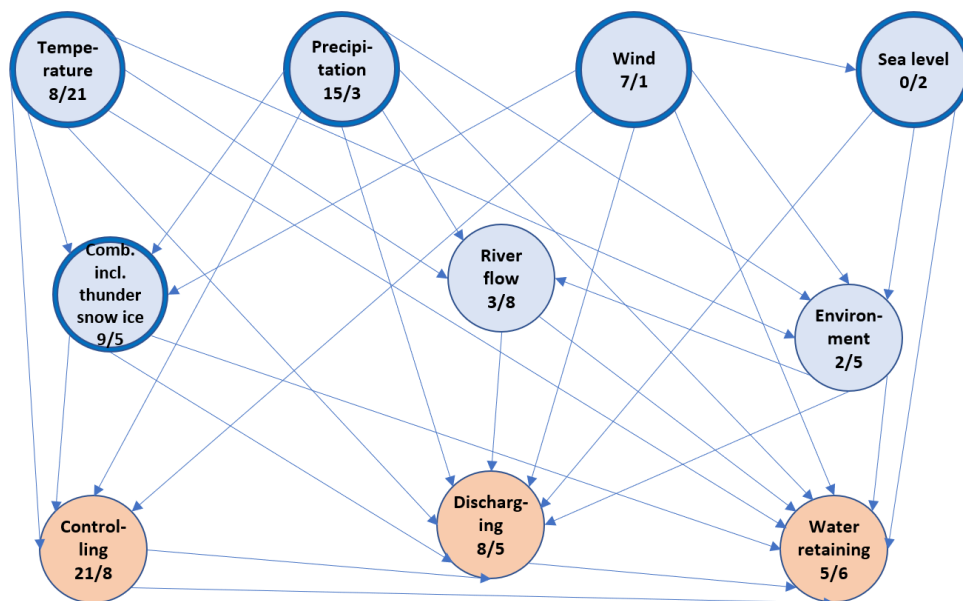 Tempe-
rature
8/21
Precipi-
tation
15/3
Wind
7/1
Sea level
0/2
Comb.
incl.
thunder
snow ice
9/5
River
flow
3/8
Environ-
ment
2/5
Control-
ling
21/8
Discharg-
ing
8/5
Water
retaining
5/6